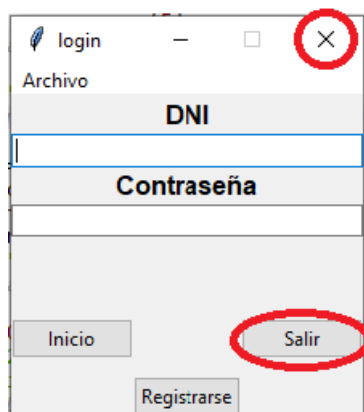 login
Archivo
DNI
Contraseña
Inicio Salir
Registrarse